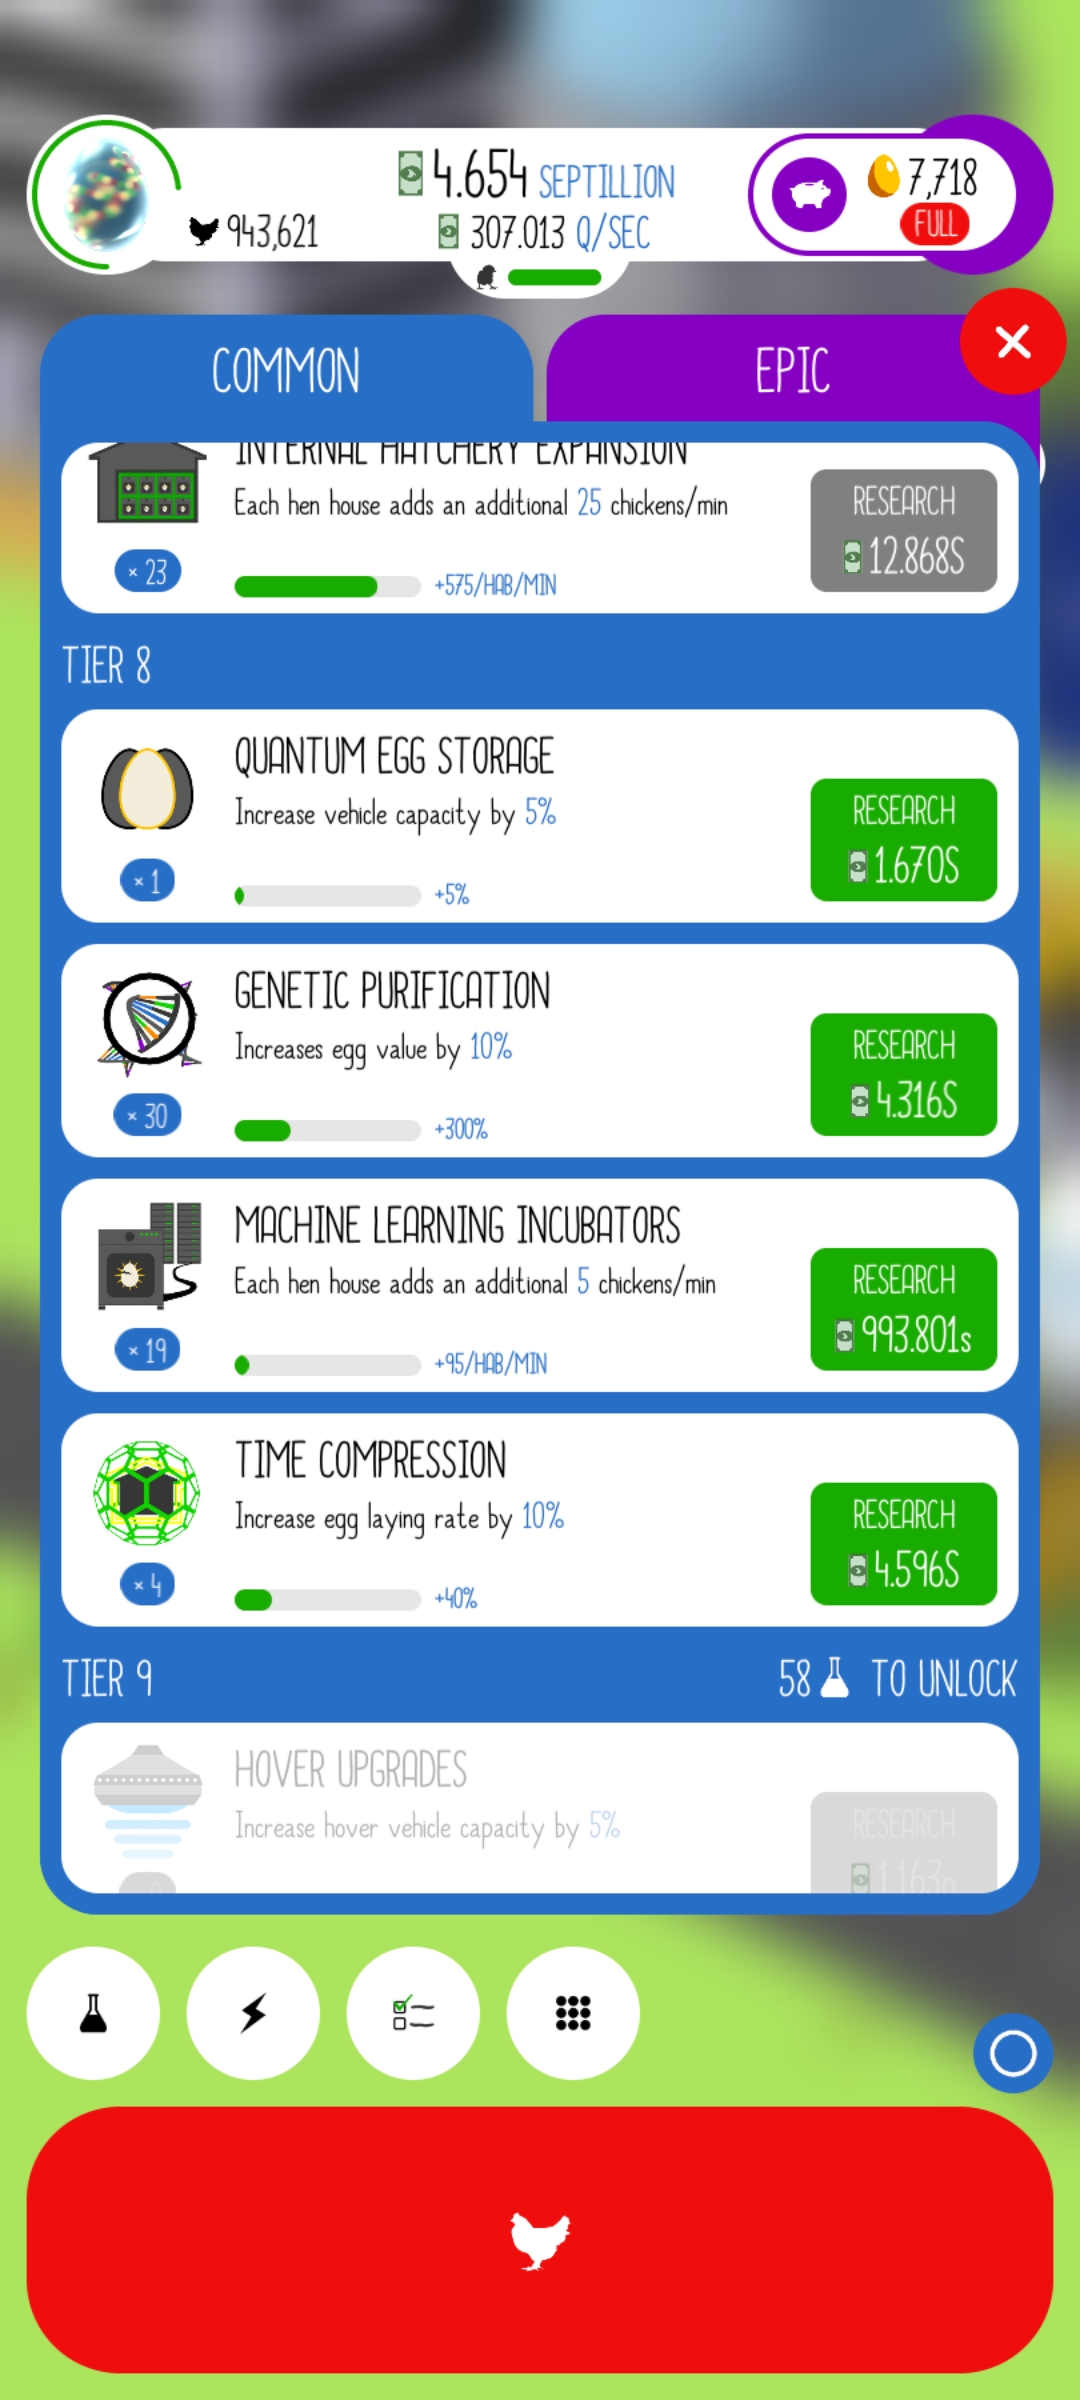 4.654 SEPTILLION
943,621
307.013 Q/SEC
7,718
FULL
COMMON
EPIC
INTERNAL HATCHERY EXPANSION
Each hen house adds an additional 25 chickens/min
× 23
+575/HAB/MIN
RESEARCH
12.868S
TIER 8
QUANTUM EGG STORAGE
Increase vehicle capacity by 5%
× 1
+5%
RESEARCH
1.670S
GENETIC PURIFICATION
Increases egg value by 10%
× 30
+300%
RESEARCH
4.316S
MACHINE LEARNING INCUBATORS
Each hen house adds an additional 5 chickens/min
× 19
+95/HAB/MIN
RESEARCH
993.801s
TIME COMPRESSION
Increase egg laying rate by 10%
× 4
+40%
RESEARCH
4.596S
TIER 9
58 TO UNLOCK
HOVER UPGRADES
Increase hover vehicle capacity by 5%
RESEARCH